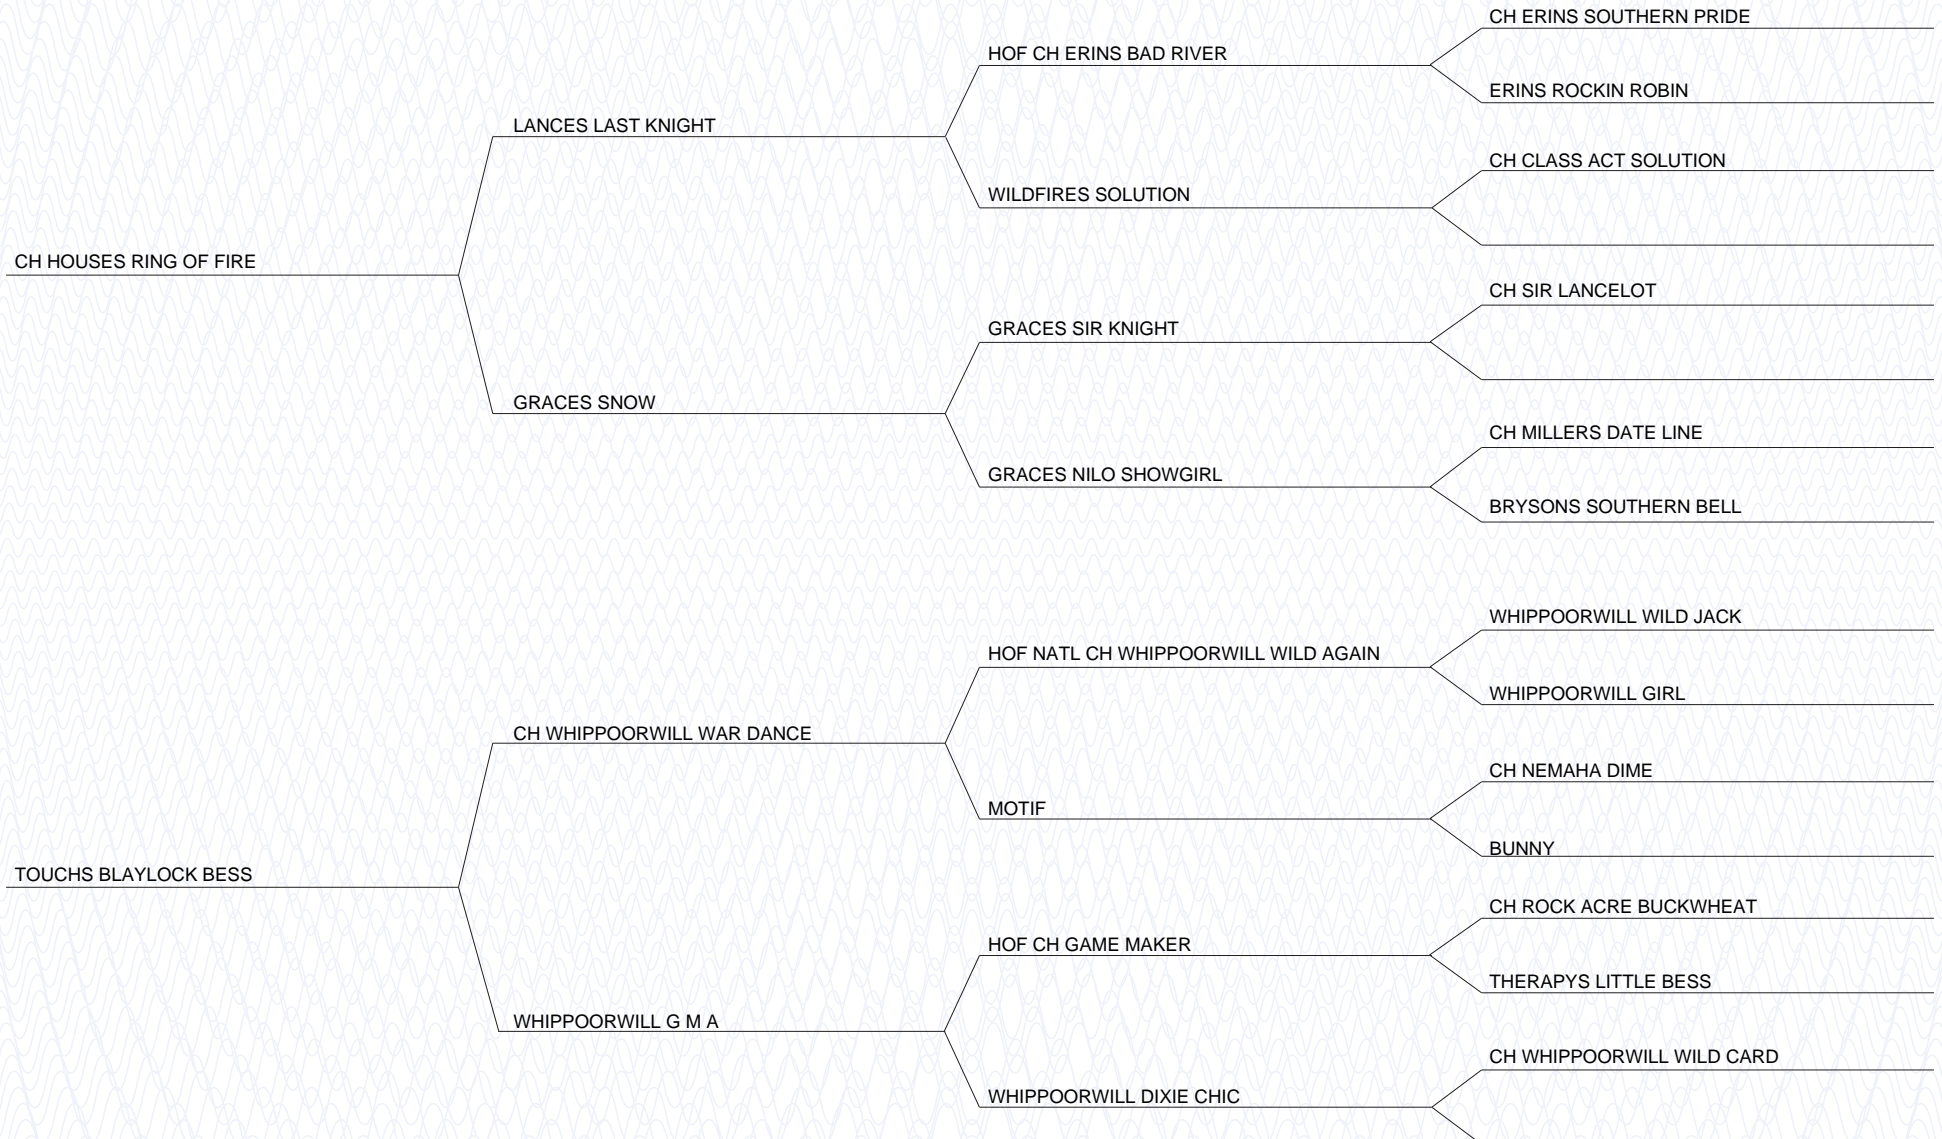 CH ERINS SOUTHERN PRIDE
HOF CH ERINS BAD RIVER
ERINS ROCKIN ROBIN
LANCES LAST KNIGHT
CH CLASS ACT SOLUTION
WILDFIRES SOLUTION
CH HOUSES RING OF FIRE
CH SIR LANCELOT
GRACES SIR KNIGHT
GRACES SNOW
CH MILLERS DATE LINE
GRACES NILO SHOWGIRL
BRYSONS SOUTHERN BELL
WHIPPOORWILL WILD JACK
HOF NATL CH WHIPPOORWILL WILD AGAIN
WHIPPOORWILL GIRL
CH WHIPPOORWILL WAR DANCE
CH NEMAHA DIME
MOTIF
BUNNY
TOUCHS BLAYLOCK BESS
CH ROCK ACRE BUCKWHEAT
HOF CH GAME MAKER
THERAPYS LITTLE BESS
WHIPPOORWILL G M A
CH WHIPPOORWILL WILD CARD
WHIPPOORWILL DIXIE CHIC